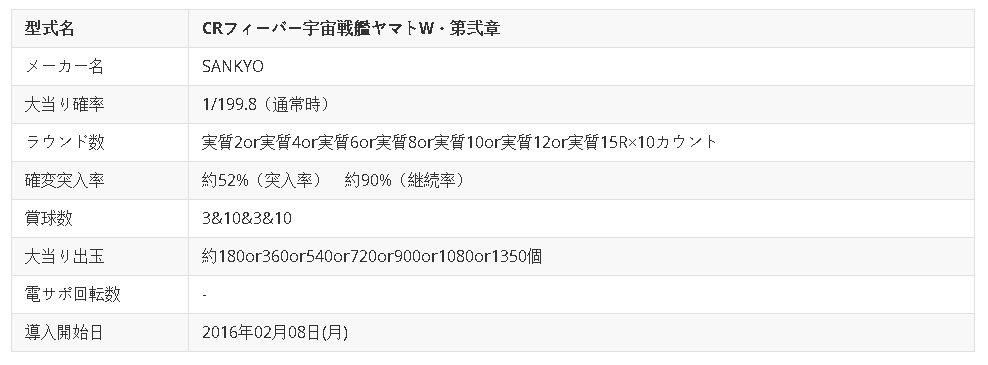 型式名 CRフィーバー宇宙戦艦ヤマトW・第弐章
メーカー名 SANKYO
大当り確率 1/199.8（通常時）
ラウンド数 実質2or実質4or実質6or実質8or実質10or実質12or実質15R×10カウント
確変突入率 約52%（突入率）　約90%（継続率）
賞球数 3&10&3&10
大当り出玉 約180or360or540or720or900or1080or1350個
電サポ回転数 -
導入開始日 2016年02月08日(月)